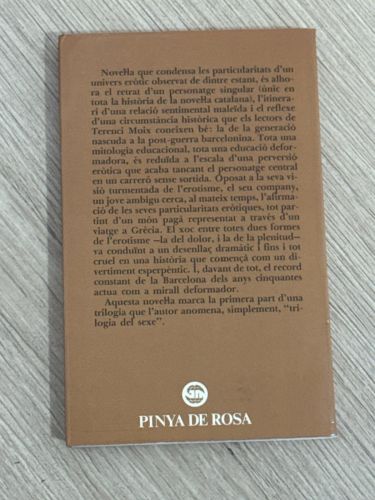 Novel·la que condensa les particularitats d'un
univers eròtic observat de dintre estant, és alho-
ra el retrat d'un personatge singular (únic en
tota la història de la novel·la catalana), l'itinera-
ri d'una relació sentimental maleïda i el reflexe
d'una circumstància històrica que els lectors de
Terenci Moix coneixen bé: la de la generació
nascuda a la post-guerra barcelonina. Tota una
mitologia educacional, tota una educació defor-
madora, és reduïda a l'escala d'una perversió
eròtica que acaba tancant el personatge central
en un carreró sense sortida. Oposat a la seva vi-
sió turmentada de l'erotisme, el seu company,
un jove ambigu cerca, al mateix temps, l'afirma-
ció de les seves particularitats eròtiques, tot par-
tint d'un món pagà representat a través d'un
viatge a Grècia. El xoc entre totes dues formes
de l'erotisme —la del dolor, i la de la plenitud—
va conduint a un desenllaç dramàtic i fins i tot
cruel en una història que començà com un di-
vertiment esperpèntic. I, davant de tot, el record
constant de la Barcelona dels anys cinquantes
actua com a mirall deformador.
Aquesta novel·la marca la primera part d'una
trilogia que l'autor anomena, simplement, "tri-
logia del sexe".
PINYA DE ROSA